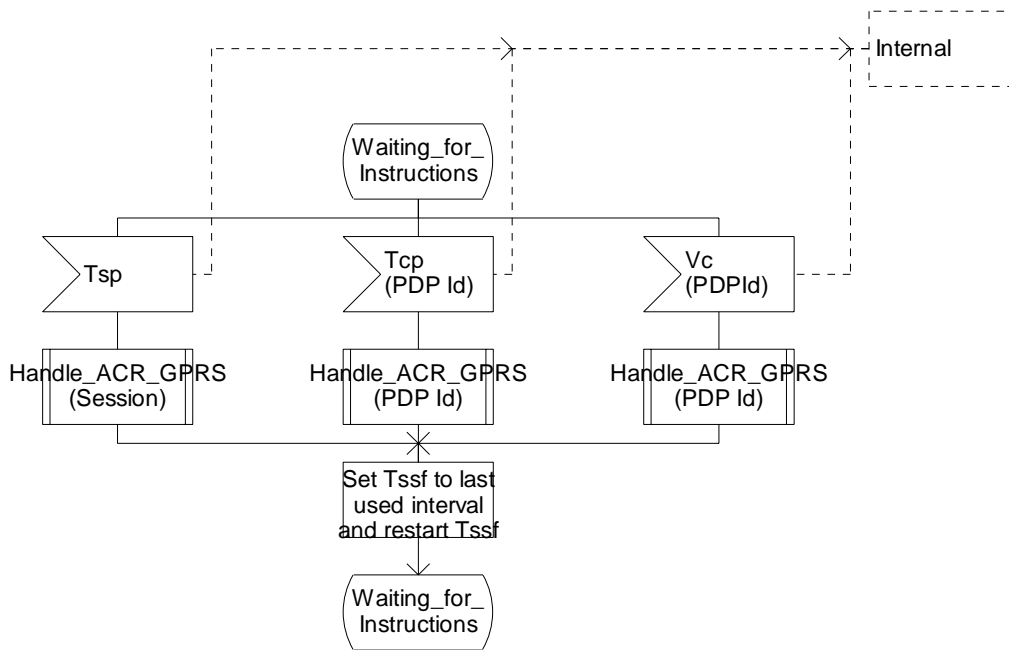 Internal
Waiting_for_
Instructions
Tsp
Tcp
(PDP Id)
Vc
(PDPId)
Handle_ACR_GPRS
(Session)
Handle_ACR_GPRS
(PDP Id)
Handle_ACR_GPRS
(PDP Id)
Set Tssf to last
used interval
and restart Tssf
Waiting_for_
Instructions